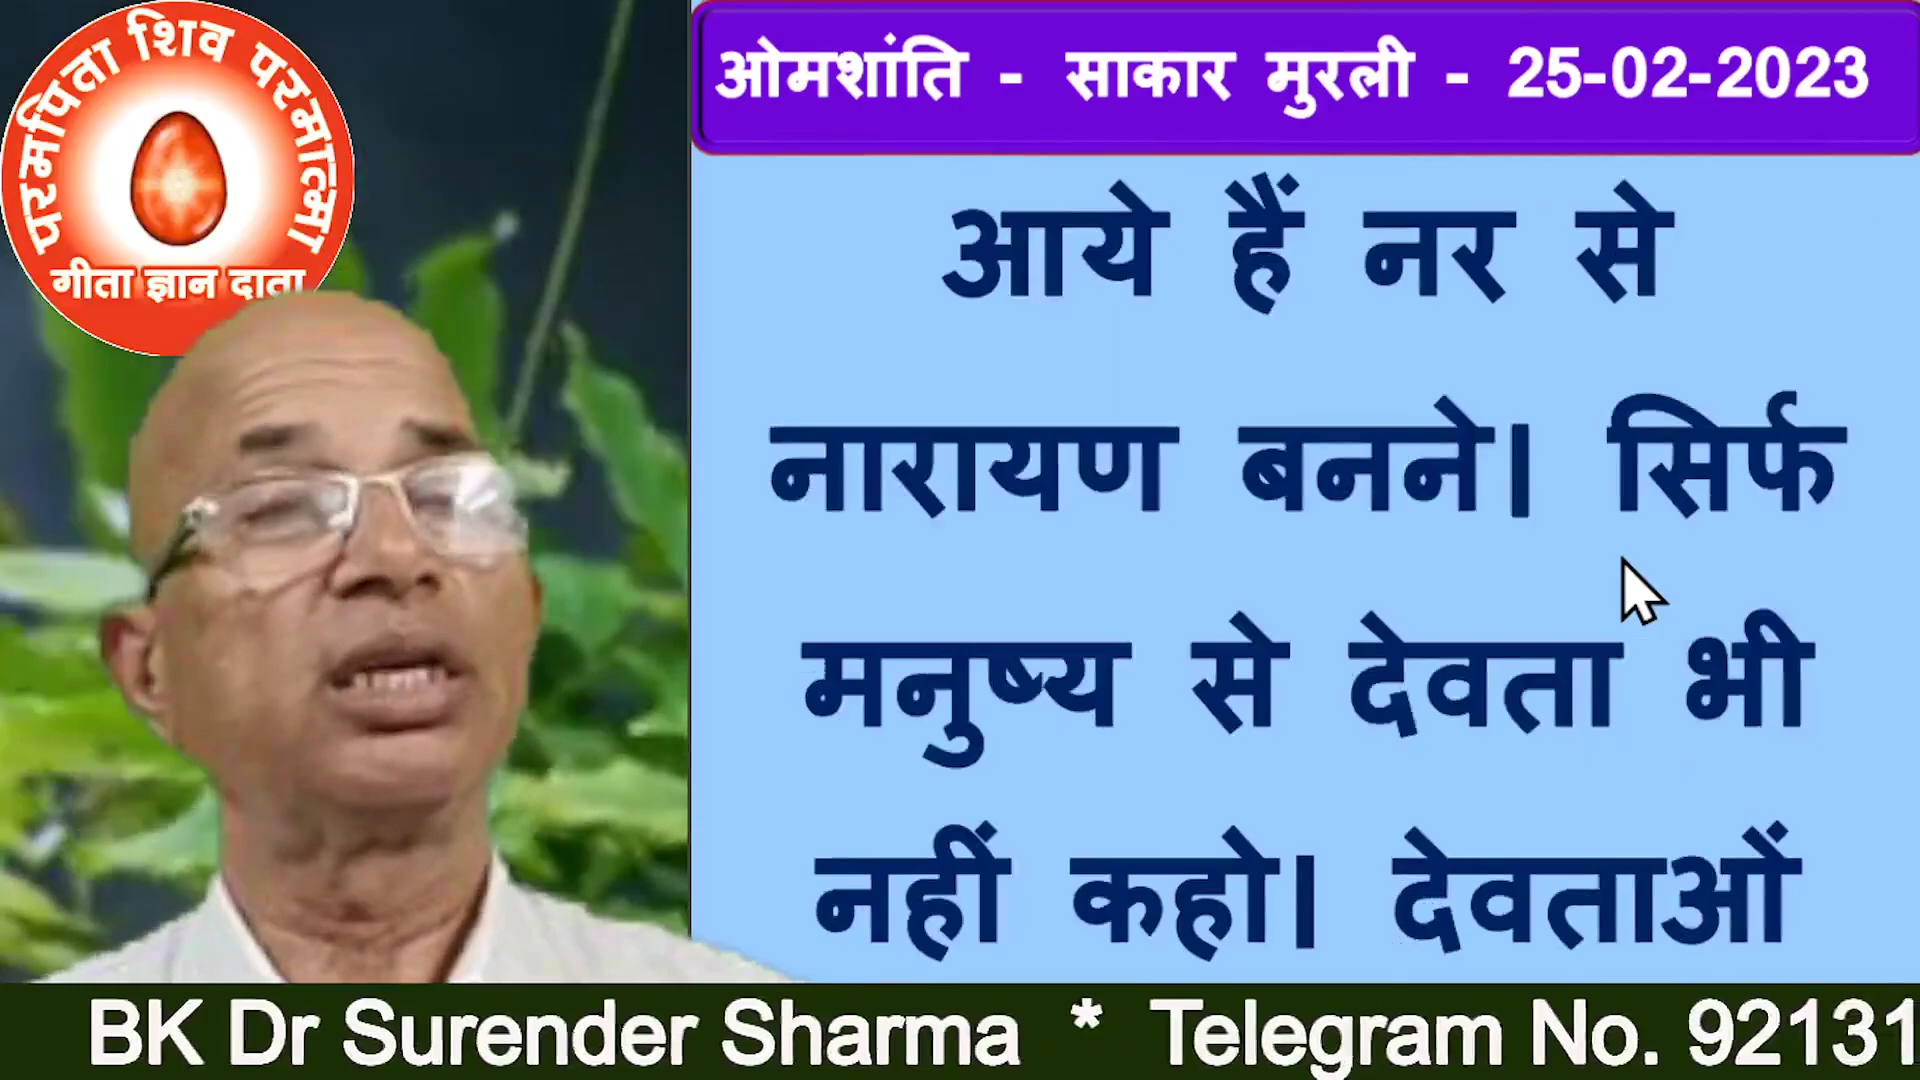 परमपिता शिव परमात्मा
गीता ज्ञान दाता
ओमशांति - साकार मुरली - 25-02-2023
आये हैं नर से
नारायण बनने। सिर्फ
मनुष्य से देवता भी
नहीं कहो। देवताओं
BK Dr Surender Sharma * Telegram No. 92131